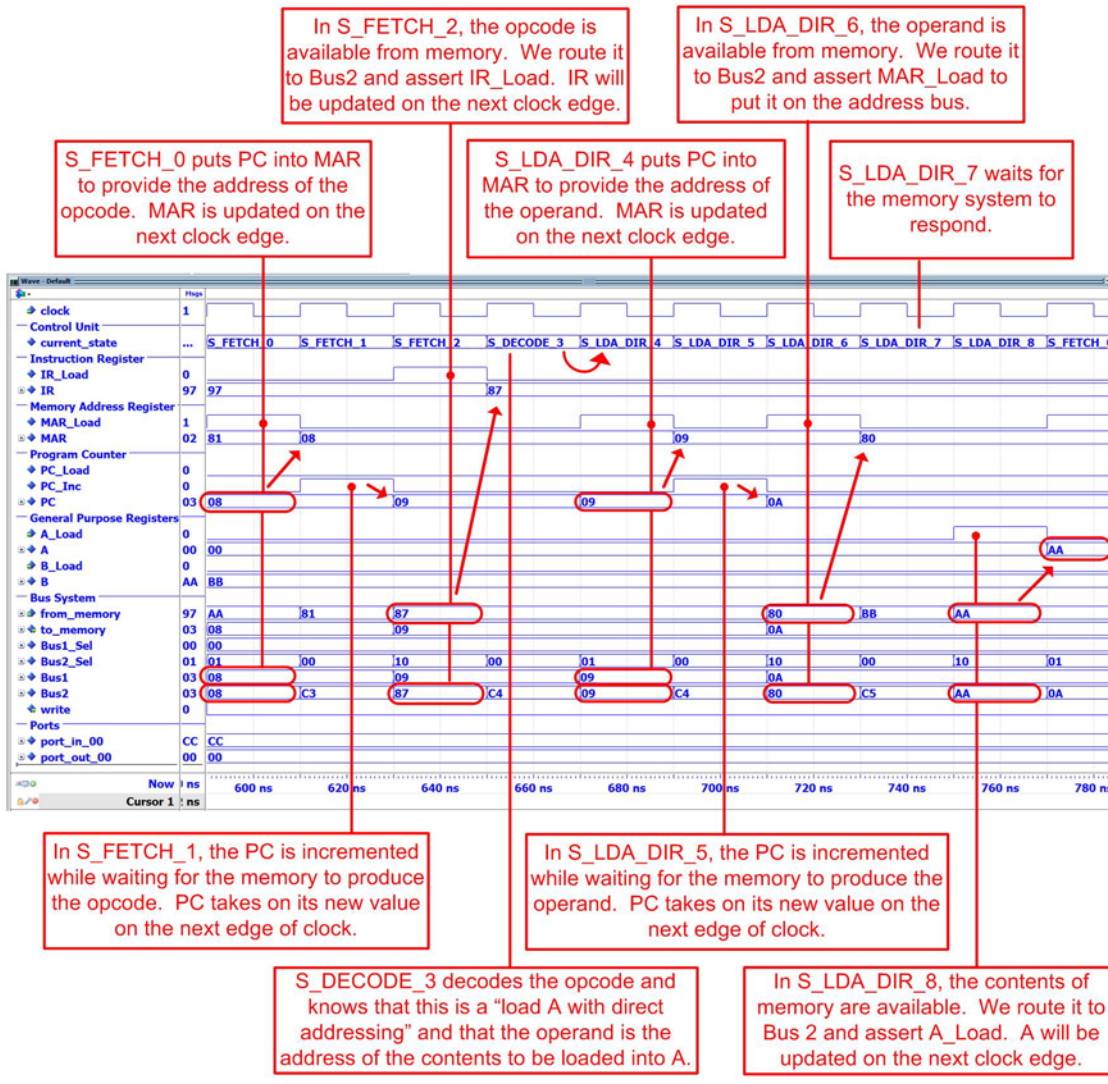 In S_FETCH_2, the opcode is
available from memory. We route it
to Bus2 and assert IR_Load. IR will
be updated on the next clock edge.
In S_LDA_DIR_6, the operand is
available from memory. We route it
to Bus2 and assert MAR_Load to
put it on the address bus.
S_FETCH_0 puts PC into MAR
to provide the address of the
opcode. MAR is updated on the
next clock edge.
S_LDA_DIR_4 puts PC into
MAR to provide the address of
the operand. MAR is updated
on the next clock edge.
S_LDA_DIR_7 waits for
the memory system to
respond.
Wave - Default
Msgs
clock 1
Control Unit
current_state ... S_FETCH_0 S_FETCH_1 S_FETCH_2 S_DECODE_3 S_LDA_DIR_4 S_LDA_DIR_5 S_LDA_DIR_6 S_LDA_DIR_7 S_LDA_DIR_8 S_FETCH_
Instruction Register
IR_Load 0
IR 97 97 87
Memory Address Register
MAR_Load 1
MAR 02 81 08 09 80
Program Counter
PC_Load 0
PC_Inc 0
PC 03 08 09 09 0A
General Purpose Registers
A_Load 0
A 00 00 AA
B_Load 0
B AA BB
Bus System
from_memory 97 AA 81 87 80 BB AA
to_memory 03 08 09 0A
Bus1_Sel 00 00
Bus2_Sel 01 01 00 10 00 01 00 10 00 10 01
Bus1 03 08 09 09 0A
Bus2 03 08 C3 87 C4 09 C4 80 C5 AA 0A
write 0
Ports
port_in_00 CC CC
port_out_00 00 00
Now ns 600 ns 620 ns 640 ns 660 ns 680 ns 700 ns 720 ns 740 ns 760 ns 780 ns
Cursor 1 ns
In S_FETCH_1, the PC is incremented
while waiting for the memory to produce
the opcode. PC takes on its new value
on the next edge of clock.
In S_LDA_DIR_5, the PC is incremented
while waiting for the memory to produce the
operand. PC takes on its new value on the
next edge of clock.
S_DECODE_3 decodes the opcode and
knows that this is a “load A with direct
addressing” and that the operand is the
address of the contents to be loaded into A.
In S_LDA_DIR_8, the contents of
memory are available. We route it to
Bus 2 and assert A_Load. A will be
updated on the next clock edge.